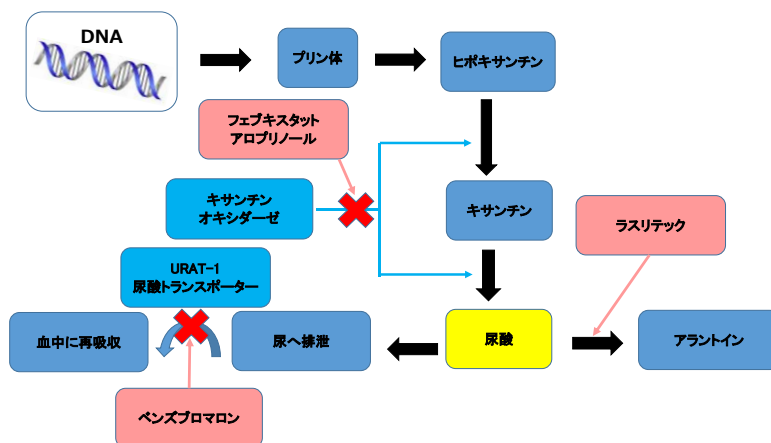 DNA
プリン体
ヒポキサンチン
フェブキスタット
アロプリノール
キサンチン
オキシダーゼ
キサンチン
ラスリテック
URAT-1
尿酸トランスポーター
血中に再吸収
尿へ排泄
尿酸
アラントイン
ベンズブロマロン